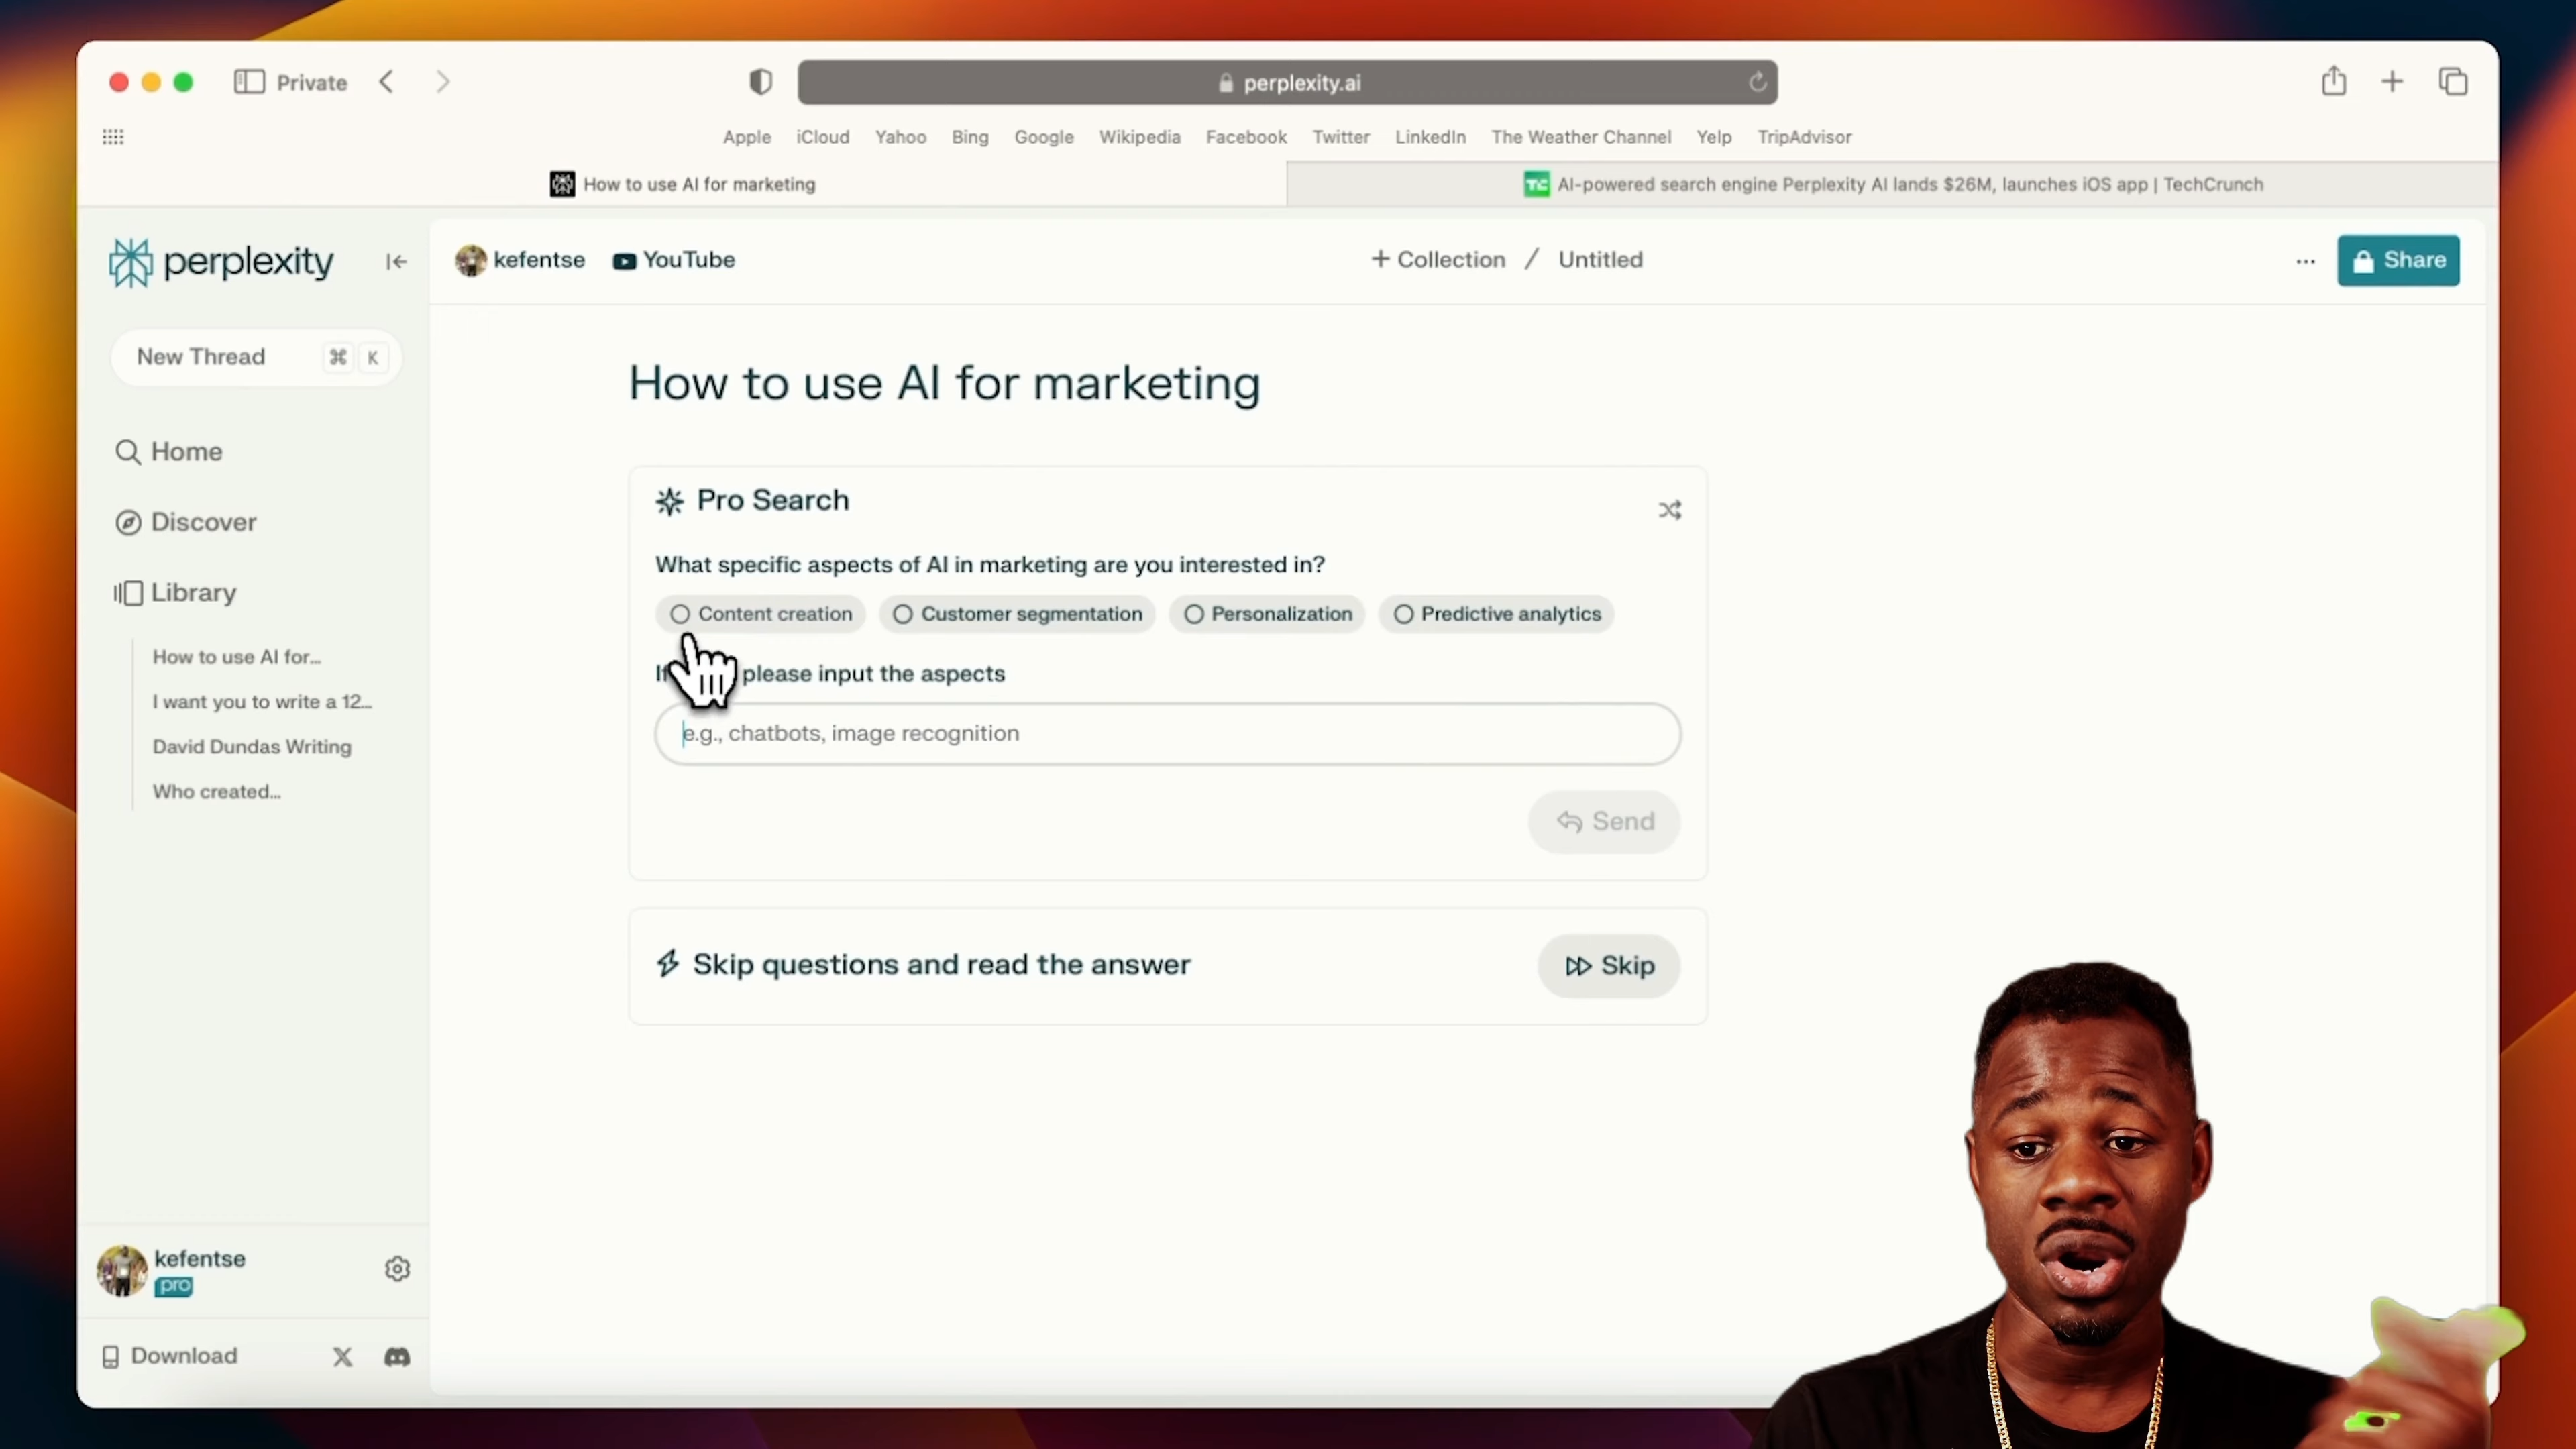 Private
perplexity.ai
Apple iCloud Yahoo Bing Google Wikipedia Facebook Twitter LinkedIn The Weather Channel Yelp TripAdvisor
How to use AI for marketing
AI-powered search engine Perplexity AI lands $26M, launches iOS app | TechCrunch
perplexity
New Thread ⌘ K
Home
Discover
Library
How to use AI for...
I want you to write a 12...
David Dundas Writing
Who created...
kefentse
pro
Download
kefentse YouTube
+ Collection / Untitled
... Share
How to use AI for marketing
Pro Search
What specific aspects of AI in marketing are you interested in?
Content creation Customer segmentation Personalization Predictive analytics
please input the aspects
e.g., chatbots, image recognition
Send
Skip questions and read the answer
Skip